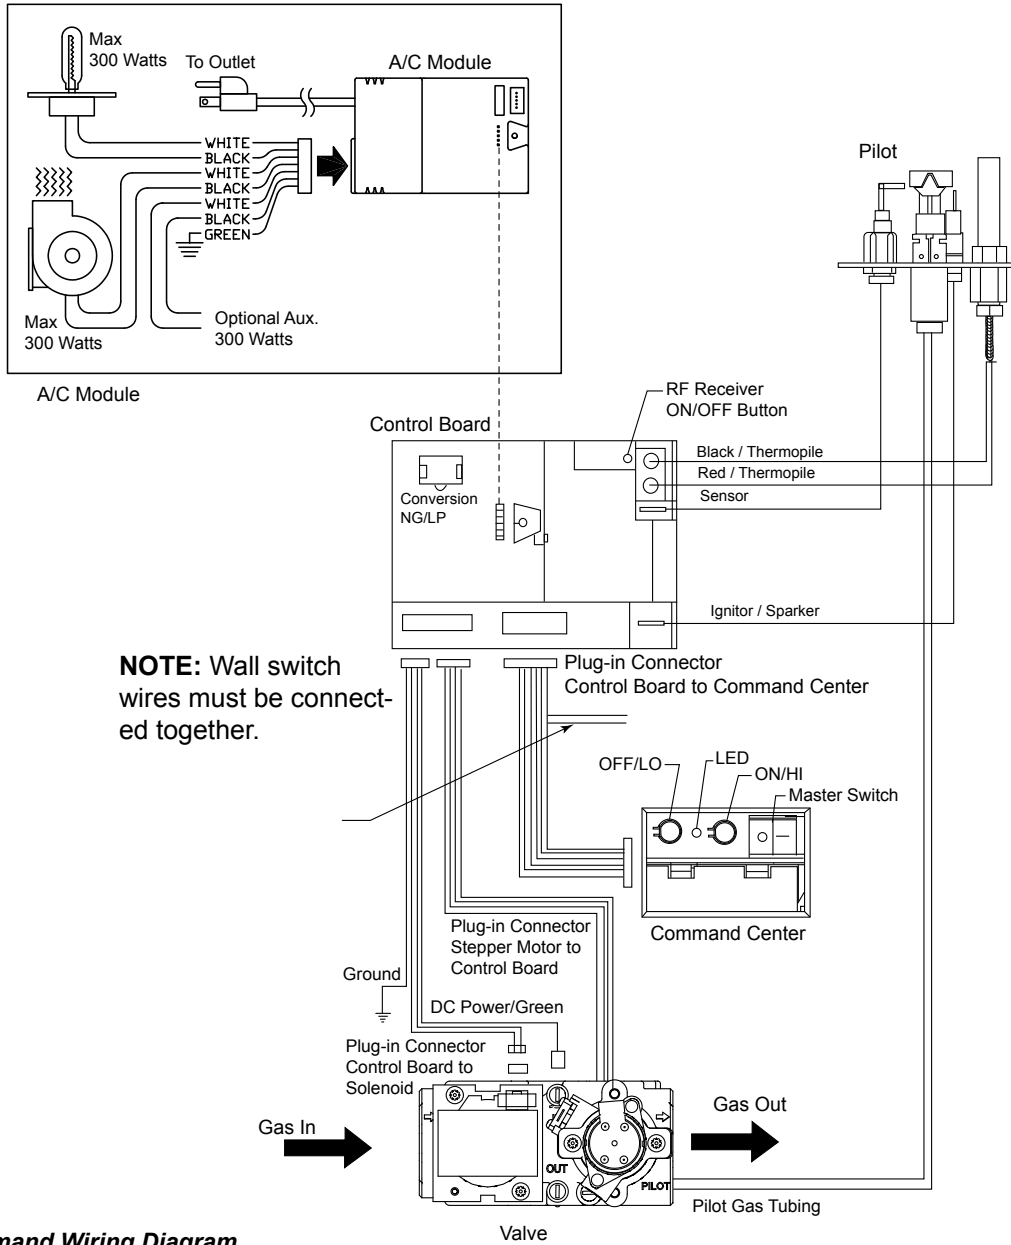 Max
300 Watts
To Outlet
A/C Module
WHITE
BLACK
WHITE
BLACK
WHITE
BLACK
GREEN
Max
300 Watts
Optional Aux.
300 Watts
A/C Module
Pilot
RF Receiver
ON/OFF Button
Control Board
Black / Thermopile
Red / Thermopile
Sensor
Conversion
NG/LP
Ignitor / Sparker
NOTE: Wall switch
wires must be connect-
ed together.
Plug-in Connector
Control Board to Command Center
OFF/LO
LED
ON/HI
Master Switch
Command Center
Plug-in Connector
Stepper Motor to
Control Board
Ground
DC Power/Green
Plug-in Connector
Control Board to
Solenoid
Gas In
Gas Out
OUT
PILOT
Pilot Gas Tubing
Valve
Wiring Diagram